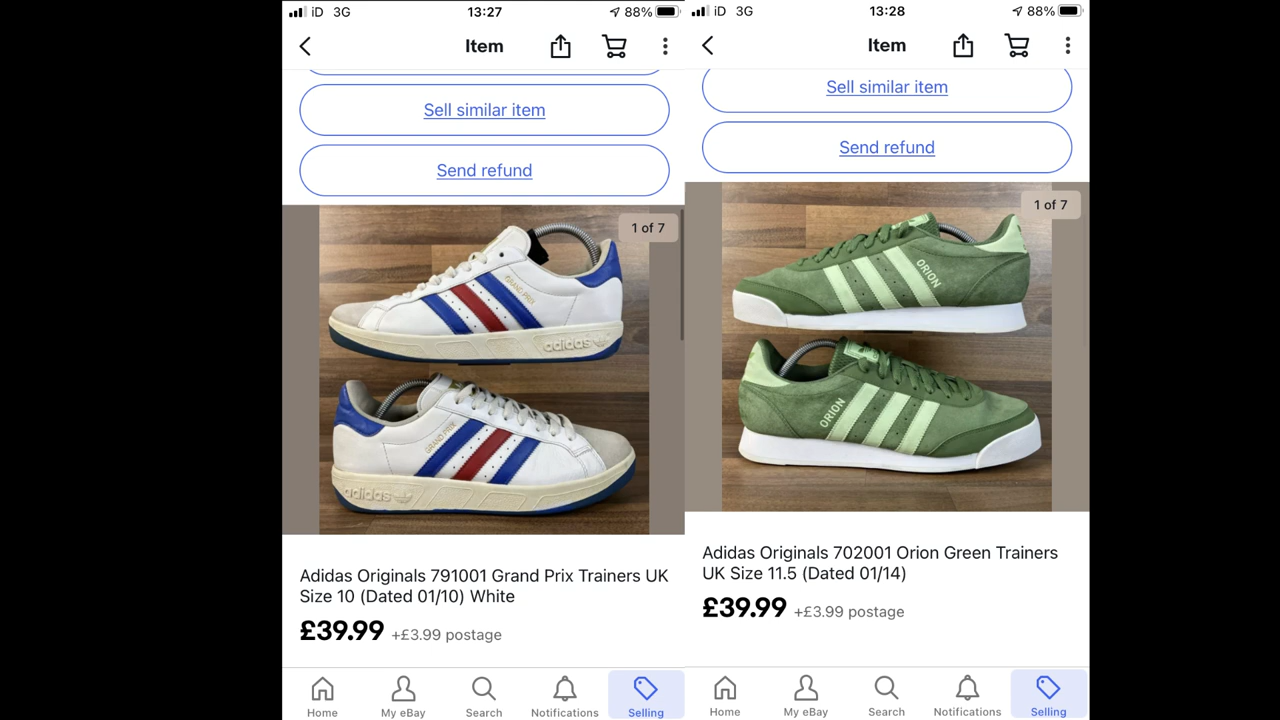 iD 3G 13:27 88%
Item
Sell similar item
Send refund
1 of 7
GRAND PRIX
adidas
GRAND PRIX
adidas
Adidas Originals 791001 Grand Prix Trainers UK
Size 10 (Dated 01/10) White
£39.99 +£3.99 postage
Home My eBay Search Notifications Selling
iD 3G 13:28 88%
Item
Sell similar item
Send refund
1 of 7
ORION
ORION
Adidas Originals 702001 Orion Green Trainers
UK Size 11.5 (Dated 01/14)
£39.99 +£3.99 postage
Home My eBay Search Notifications Selling